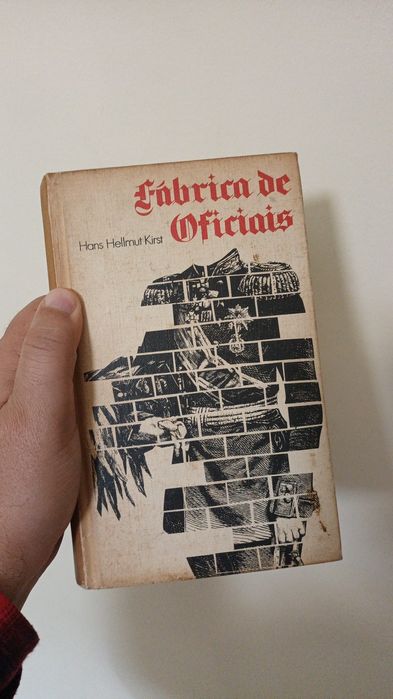 Fábrica de
Oficiais
Hans Hellmut Kirst